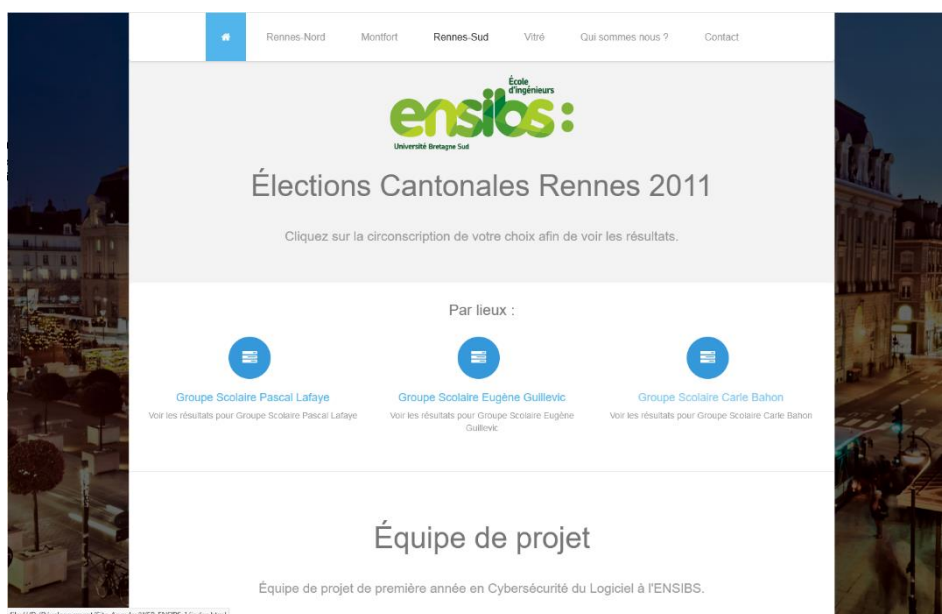 Rennes-Nord Montfort Rennes-Sud Vitré Qui sommes nous ? Contact
École
d'ingénieurs
ensibs:
Université Bretagne Sud
Élections Cantonales Rennes 2011
Cliquez sur la circonscription de votre choix afin de voir les résultats.
Par lieux :
Groupe Scolaire Pascal Lafaye
Voir les résultats pour Groupe Scolaire Pascal Lafaye
Groupe Scolaire Eugène Guillevic
Voir les résultats pour Groupe Scolaire Eugène
Guillevic
Groupe Scolaire Carle Bahon
Voir les résultats pour Groupe Scolaire Carle Bahon
Équipe de projet
Équipe de projet de première année en Cybersécurité du Logiciel à l'ENSIBS.